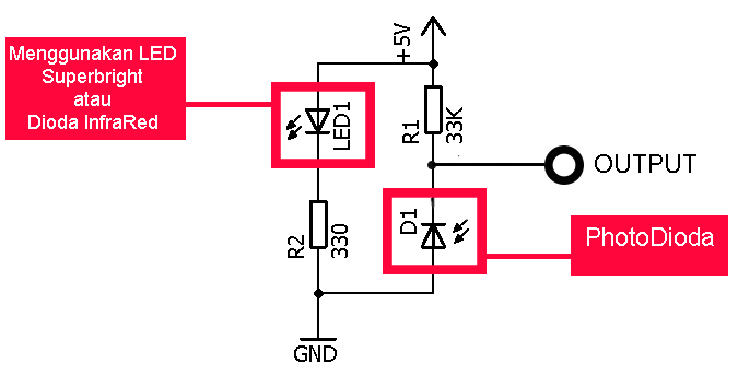 Menggunakan LED
Superbright
atau
Dioda InfraRed
+5V
LED1
R1
33K
OUTPUT
R2
330
D1
PhotoDioda
GND